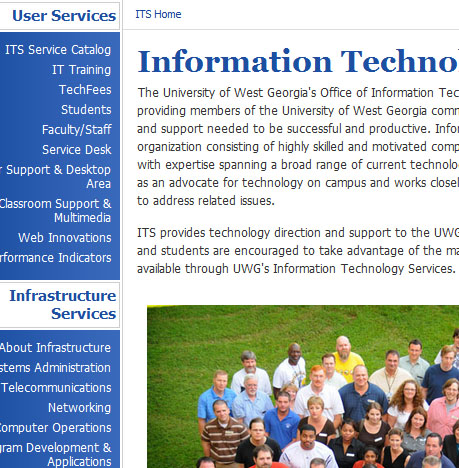 User Services
ITS Service Catalog
IT Training
TechFees
Students
Faculty/Staff
Service Desk
Support & Desktop
Area
Classroom Support &
Multimedia
Web Innovations
rformance Indicators
Infrastructure
Services
About Infrastructure
stems Administration
Telecommunications
Networking
Computer Operations
gram Development &
Applications
ITS Home
Information Techno
The University of West Georgia's Office of Information Tec
providing members of the University of West Georgia comm
and support needed to be successful and productive. Infor
organization consisting of highly skilled and motivated comp
with expertise spanning a broad range of current technolo
as an advocate for technology on campus and works closel
to address related issues.
ITS provides technology direction and support to the UWG
and students are encouraged to take advantage of the ma
available through UWG's Information Technology Services.